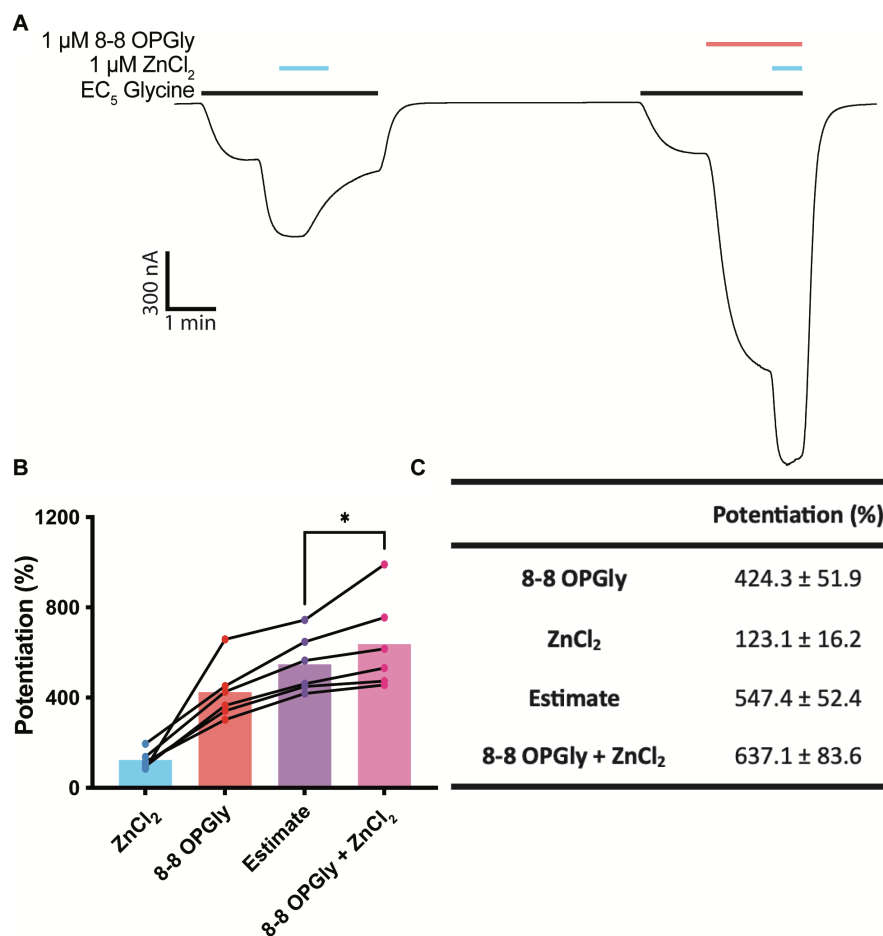 A
1 µM 8-8 OPGly
1 µM ZnCl₂
EC₅ Glycine
300 nA
1 min
B
Potentiation (%)
1200
800
400
0
ZnCl₂
8-8 OPGly
Estimate
8-8 OPGly + ZnCl₂
*
C
Potentiation (%)
8-8 OPGly 424.3 ± 51.9
ZnCl₂ 123.1 ± 16.2
Estimate 547.4 ± 52.4
8-8 OPGly + ZnCl₂ 637.1 ± 83.6